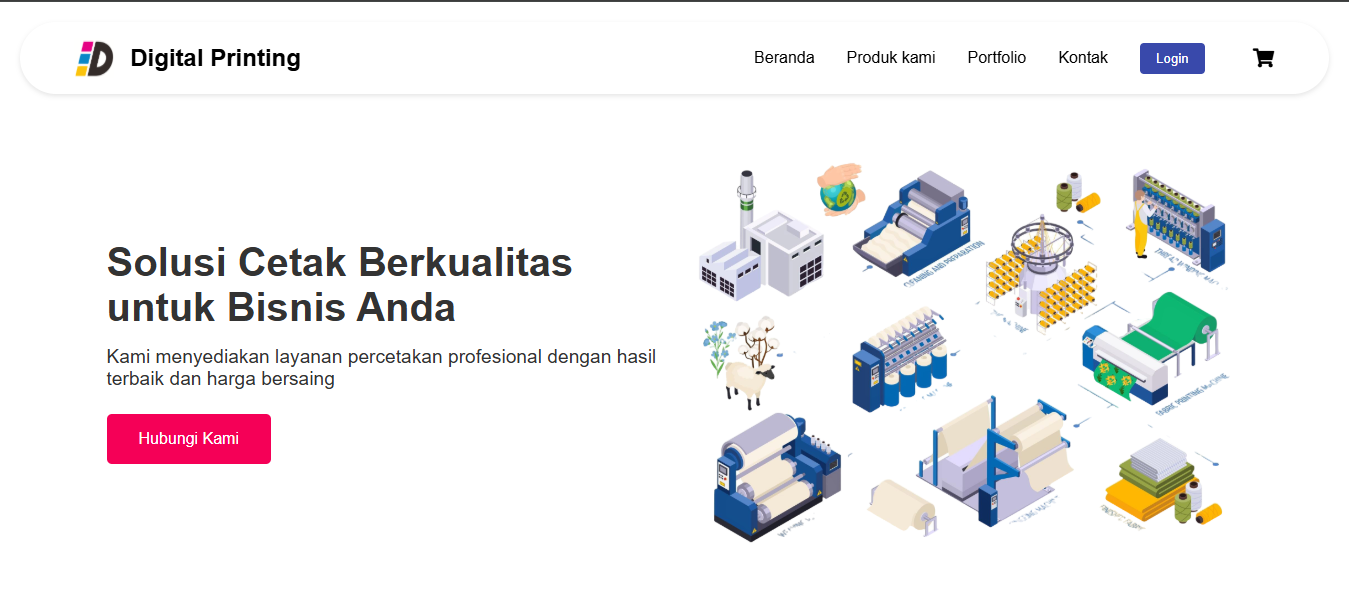 Digital Printing
Beranda
Produk kami
Portfolio
Kontak
Login
Solusi Cetak Berkualitas
untuk Bisnis Anda
Kami menyediakan layanan percetakan profesional dengan hasil
terbaik dan harga bersaing
Hubungi Kami
CLEANING AND PREPARATION
FABRIC PRINTING MACHINE